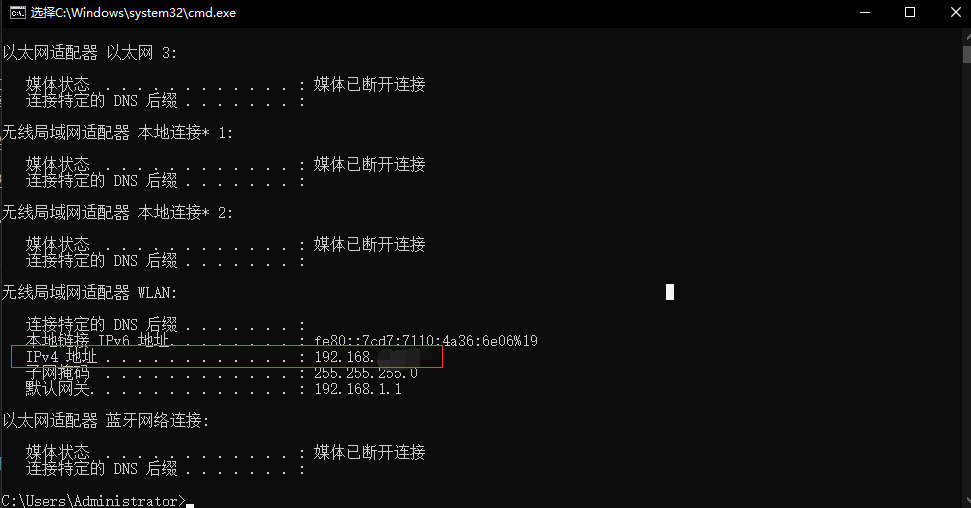 选择C:\Windows\system32\cmd.exe
以太网适配器 以太网 3:
媒体状态 . . . . . . . . . . . . : 媒体已断开连接
连接特定的 DNS 后缀 . . . . . . . :
无线局域网适配器 本地连接* 1:
媒体状态 . . . . . . . . . . . . : 媒体已断开连接
连接特定的 DNS 后缀 . . . . . . . :
无线局域网适配器 本地连接* 2:
媒体状态 . . . . . . . . . . . . : 媒体已断开连接
连接特定的 DNS 后缀 . . . . . . . :
无线局域网适配器 WLAN:
连接特定的 DNS 后缀 . . . . . . . :
本地链接 IPv6 地址. . . . . . . . : fe80::7cd7:7110:4a36:6e06%19
IPv4 地址 . . . . . . . . . . . . : 192.168.
子网掩码 . . . . . . . . . . . . : 255.255.255.0
默认网关. . . . . . . . . . . . . : 192.168.1.1
以太网适配器 蓝牙网络连接:
媒体状态 . . . . . . . . . . . . : 媒体已断开连接
连接特定的 DNS 后缀 . . . . . . . :
C:\Users\Administrator>